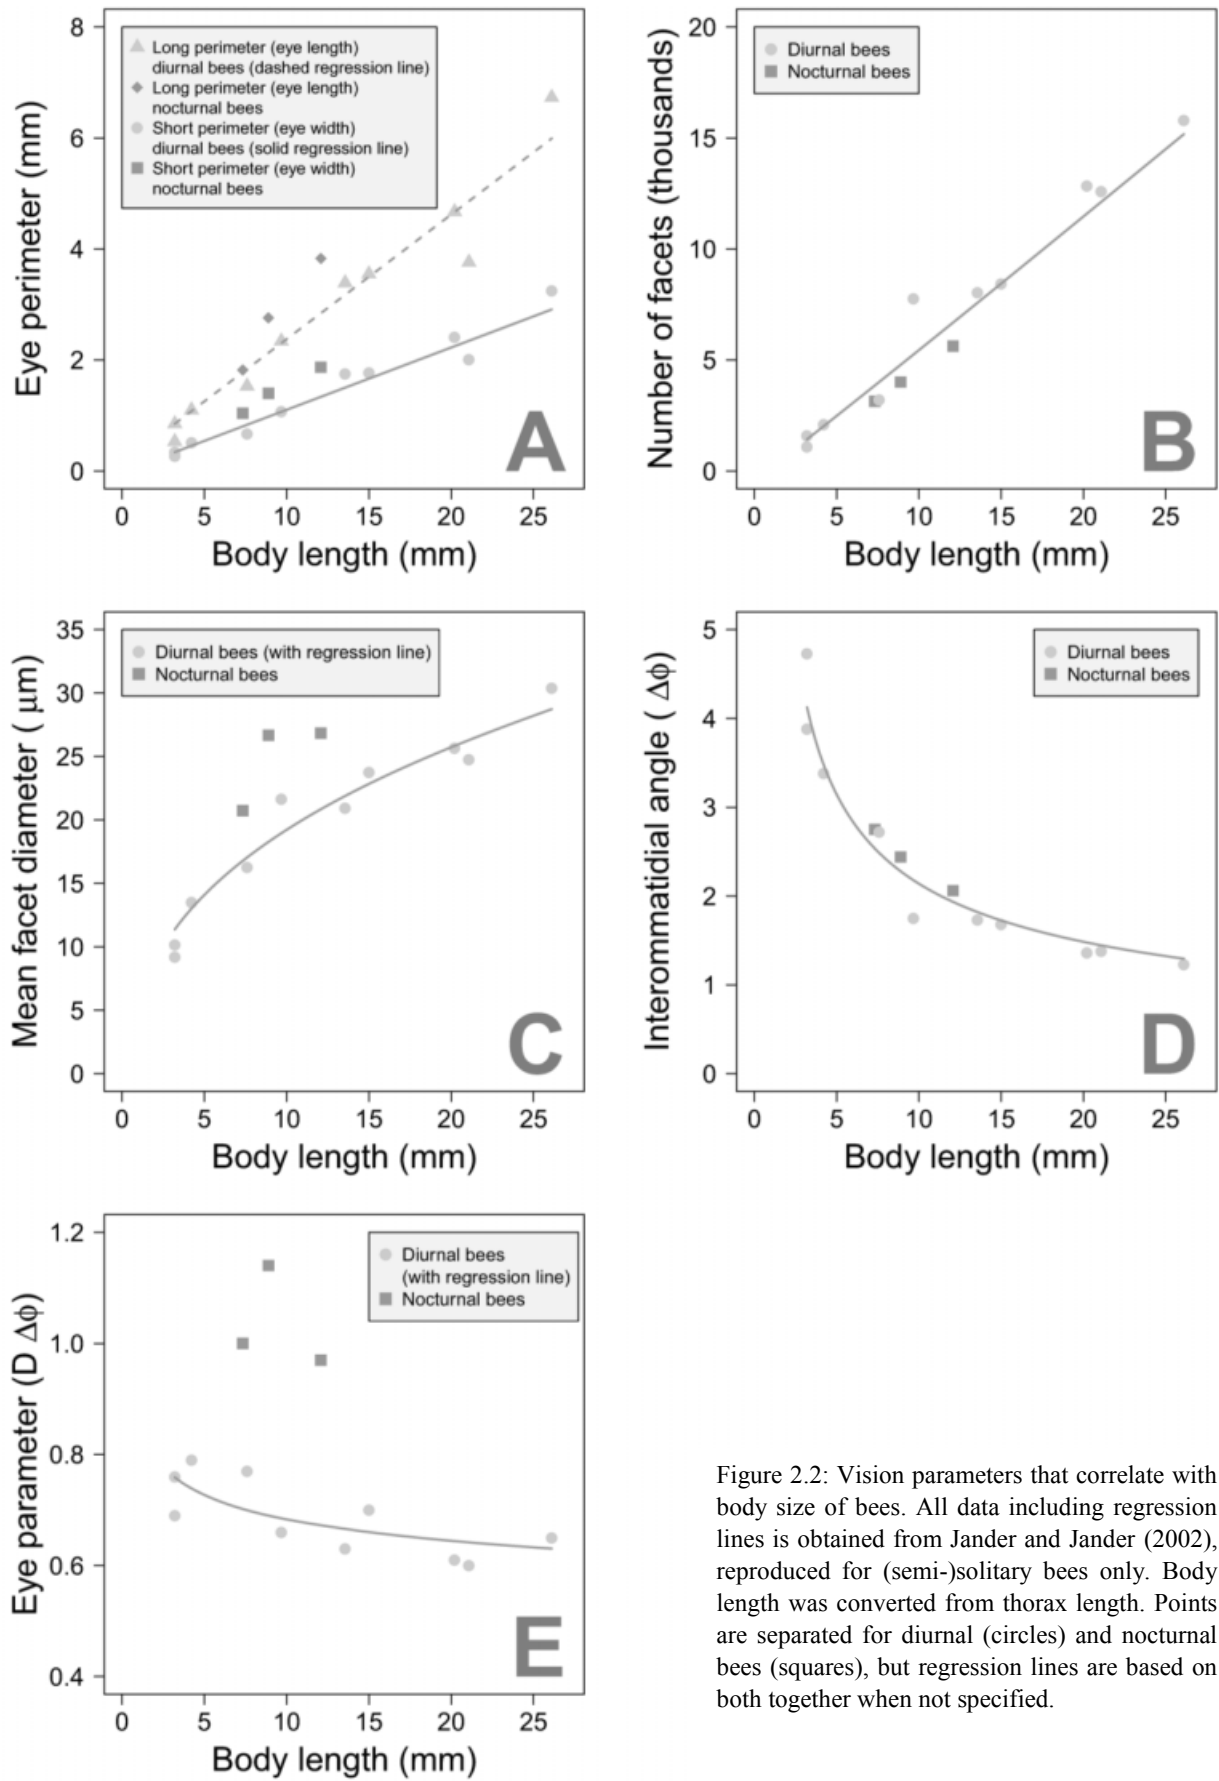 8
6
4
2
0
Eye perimeter (mm)
Long perimeter (eye length)
diurnal bees (dashed regression line)
Long perimeter (eye length)
nocturnal bees
Short perimeter (eye width)
diurnal bees (solid regression line)
Short perimeter (eye width)
nocturnal bees
A
0 5 10 15 20 25
Body length (mm)
20
15
10
5
0
Number of facets (thousands)
Diurnal bees
Nocturnal bees
B
0 5 10 15 20 25
Body length (mm)
35
30
25
20
15
10
5
0
Mean facet diameter ( μm)
Diurnal bees (with regression line)
Nocturnal bees
C
0 5 10 15 20 25
Body length (mm)
5
4
3
2
1
0
Interommatidial angle ( Δϕ)
Diurnal bees
Nocturnal bees
D
0 5 10 15 20 25
Body length (mm)
1.2
1.0
0.8
0.6
0.4
Eye parameter (D Δϕ)
Diurnal bees
(with regression line)
Nocturnal bees
E
0 5 10 15 20 25
Body length (mm)
Figure 2.2: Vision parameters that correlate with
body size of bees. All data including regression
lines is obtained from Jander and Jander (2002),
reproduced for (semi-)solitary bees only. Body
length was converted from thorax length. Points
are separated for diurnal (circles) and nocturnal
bees (squares), but regression lines are based on
both together when not specified.